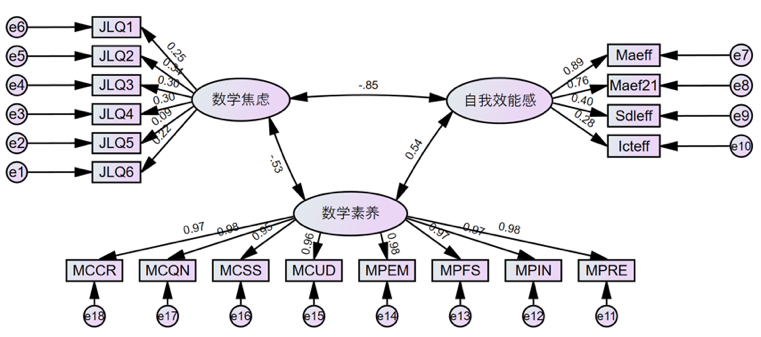 e6 JLQ1
e5 JLQ2
e4 JLQ3
e3 JLQ4
e2 JLQ5
e1 JLQ6
0.25
0.34
0.30
0.30
0.09
0.22
数学焦虑
-.85
自我效能感
0.89
0.76
0.40
0.28
Maeff e7
Maef21 e8
Sdleff e9
Icteff e10
-.53
0.54
数学素养
0.97
0.98
0.95
0.96
0.98
0.97
0.97
0.98
MCCR MCQN MCSS MCUD MPEM MPFS MPIN MPRE
e18 e17 e16 e15 e14 e13 e12 e11